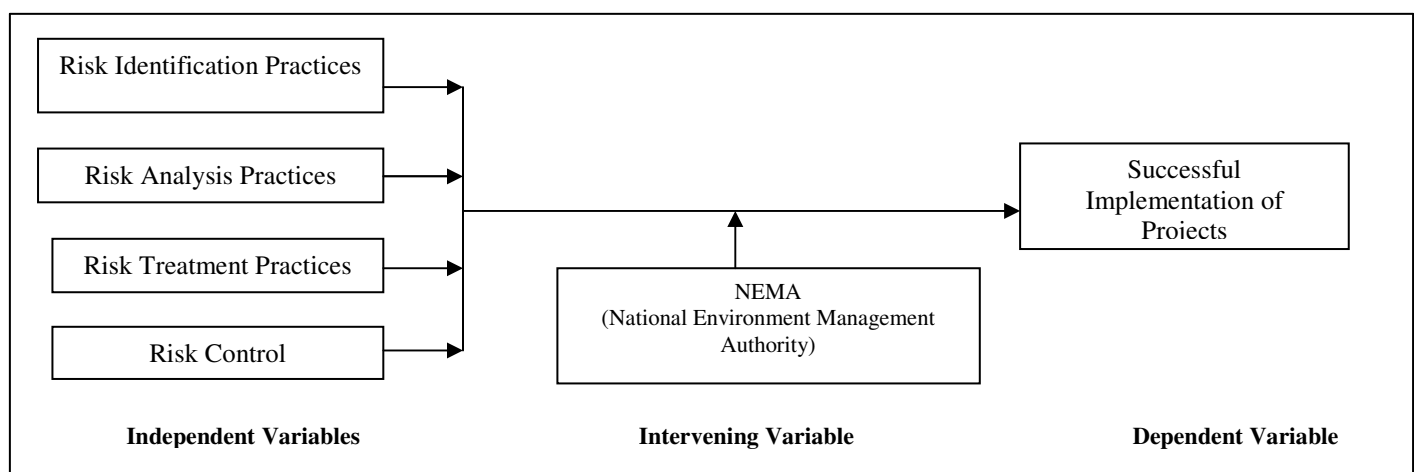 Risk Identification Practices
Risk Analysis Practices
Risk Treatment Practices
Risk Control
NEMA
(National Environment Management
Authority)
Successful
Implementation of
Projects
Independent Variables
Intervening Variable
Dependent Variable